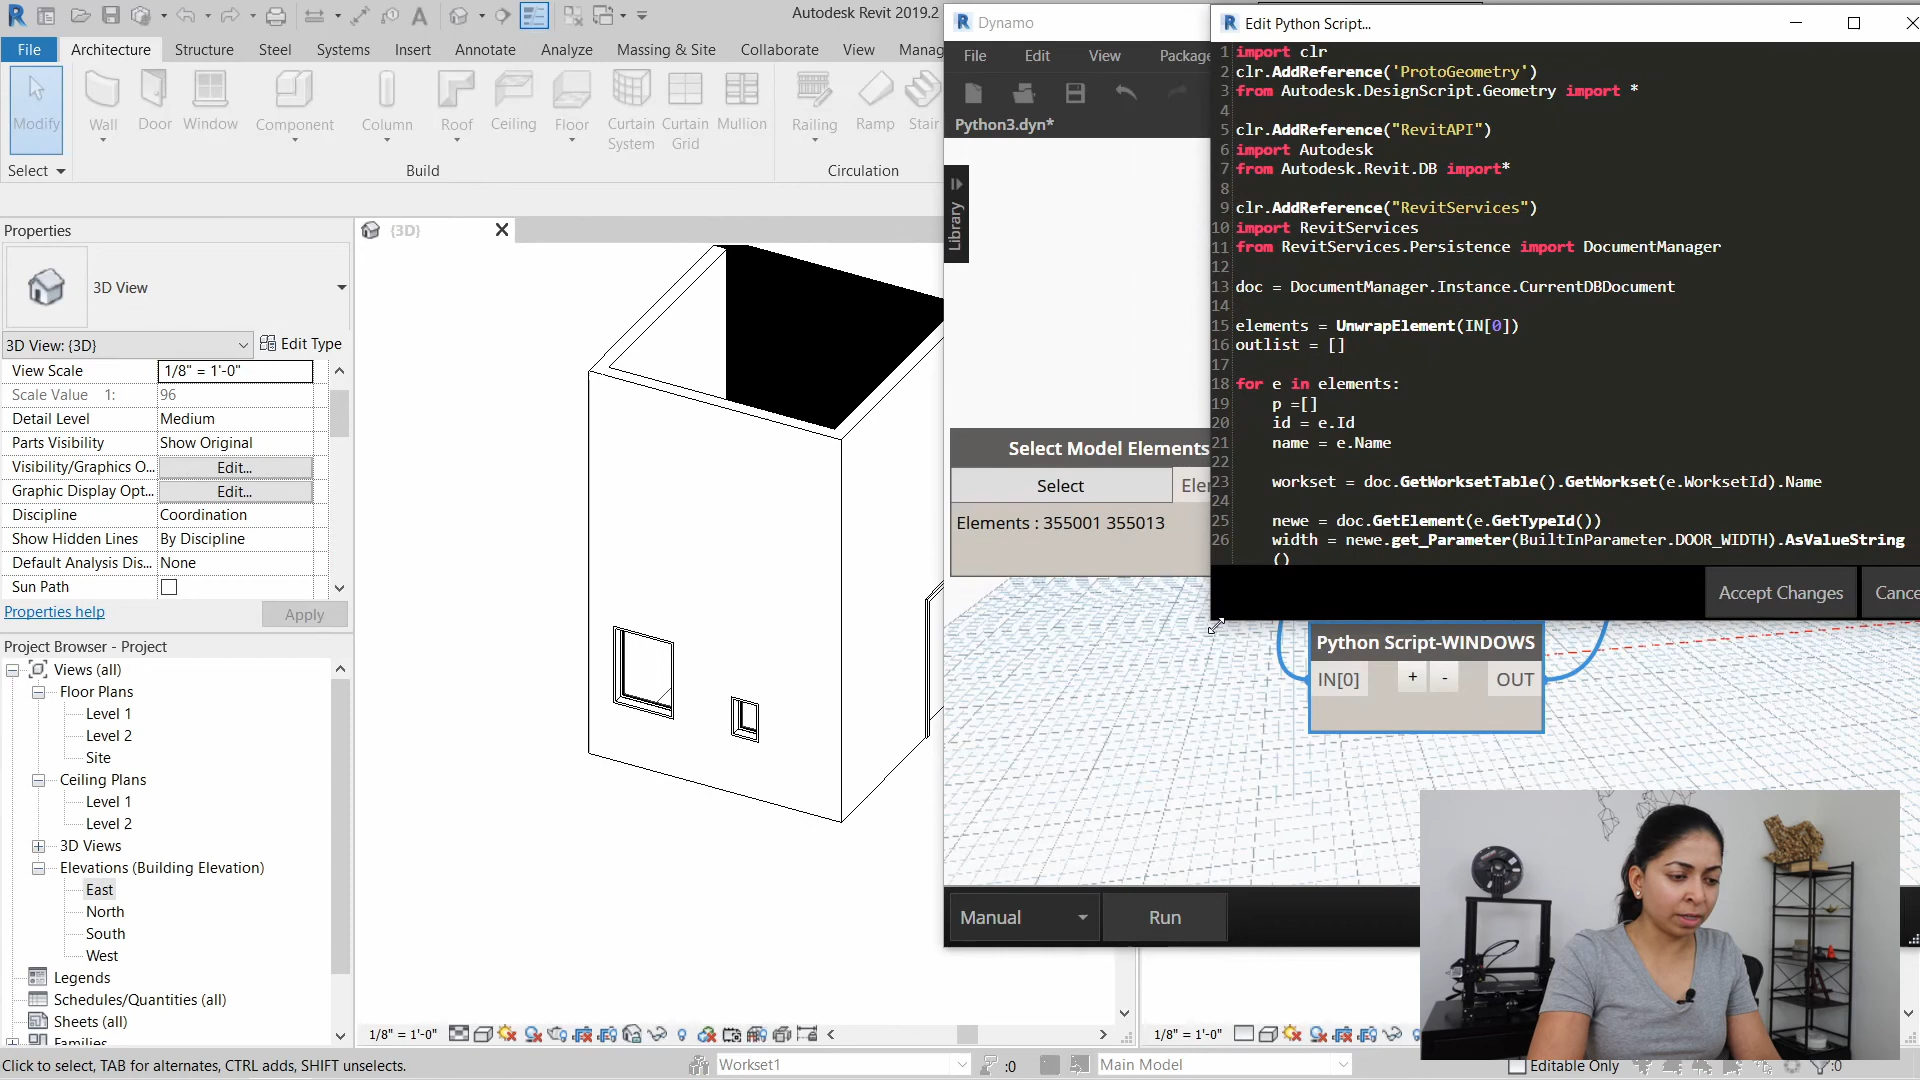 Autodesk Revit 2019.2
File Architecture Structure Steel Systems Insert Annotate Analyze Massing & Site Collaborate View Manag
Modify Wall Door Window Component Column Roof Ceiling Floor Curtain System Curtain Grid Mullion Railing Ramp Stair
Select Build Circulation
Properties
3D View
3D View: {3D} Edit Type
View Scale 1/8" = 1'-0"
Scale Value 1: 96
Detail Level Medium
Parts Visibility Show Original
Visibility/Graphics O... Edit...
Graphic Display Opt... Edit...
Discipline Coordination
Show Hidden Lines By Discipline
Default Analysis Dis... None
Sun Path
Properties help Apply
Project Browser - Project
Views (all)
Floor Plans
Level 1
Level 2
Site
Ceiling Plans
Level 1
Level 2
3D Views
Elevations (Building Elevation)
East
North
South
West
Legends
Schedules/Quantities (all)
Sheets (all)
Families
{3D}
Dynamo
File Edit View Package
Python3.dyn*
Library
Select Model Elements
Select Ele
Elements : 355001 355013
Python Script-WINDOWS
IN[0] + - OUT
Manual Run
Edit Python Script...
1 import clr
2 clr.AddReference('ProtoGeometry')
3 from Autodesk.DesignScript.Geometry import *
4
5 clr.AddReference("RevitAPI")
6 import Autodesk
7 from Autodesk.Revit.DB import*
8
9 clr.AddReference("RevitServices")
10 import RevitServices
11 from RevitServices.Persistence import DocumentManager
12
13 doc = DocumentManager.Instance.CurrentDBDocument
14
15 elements = UnwrapElement(IN[0])
16 outlist = []
17
18 for e in elements:
19 p =[]
20 id = e.Id
21 name = e.Name
22
23 workset = doc.GetWorksetTable().GetWorkset(e.WorksetId).Name
24
25 newe = doc.GetElement(e.GetTypeId())
26 width = newe.get_Parameter(BuiltInParameter.DOOR_WIDTH).AsValueString
()
Accept Changes Cance
1/8" = 1'-0" 1/8" = 1'-0"
Click to select, TAB for alternates, CTRL adds, SHIFT unselects. Workset1 :0 Main Model Editable Only :0